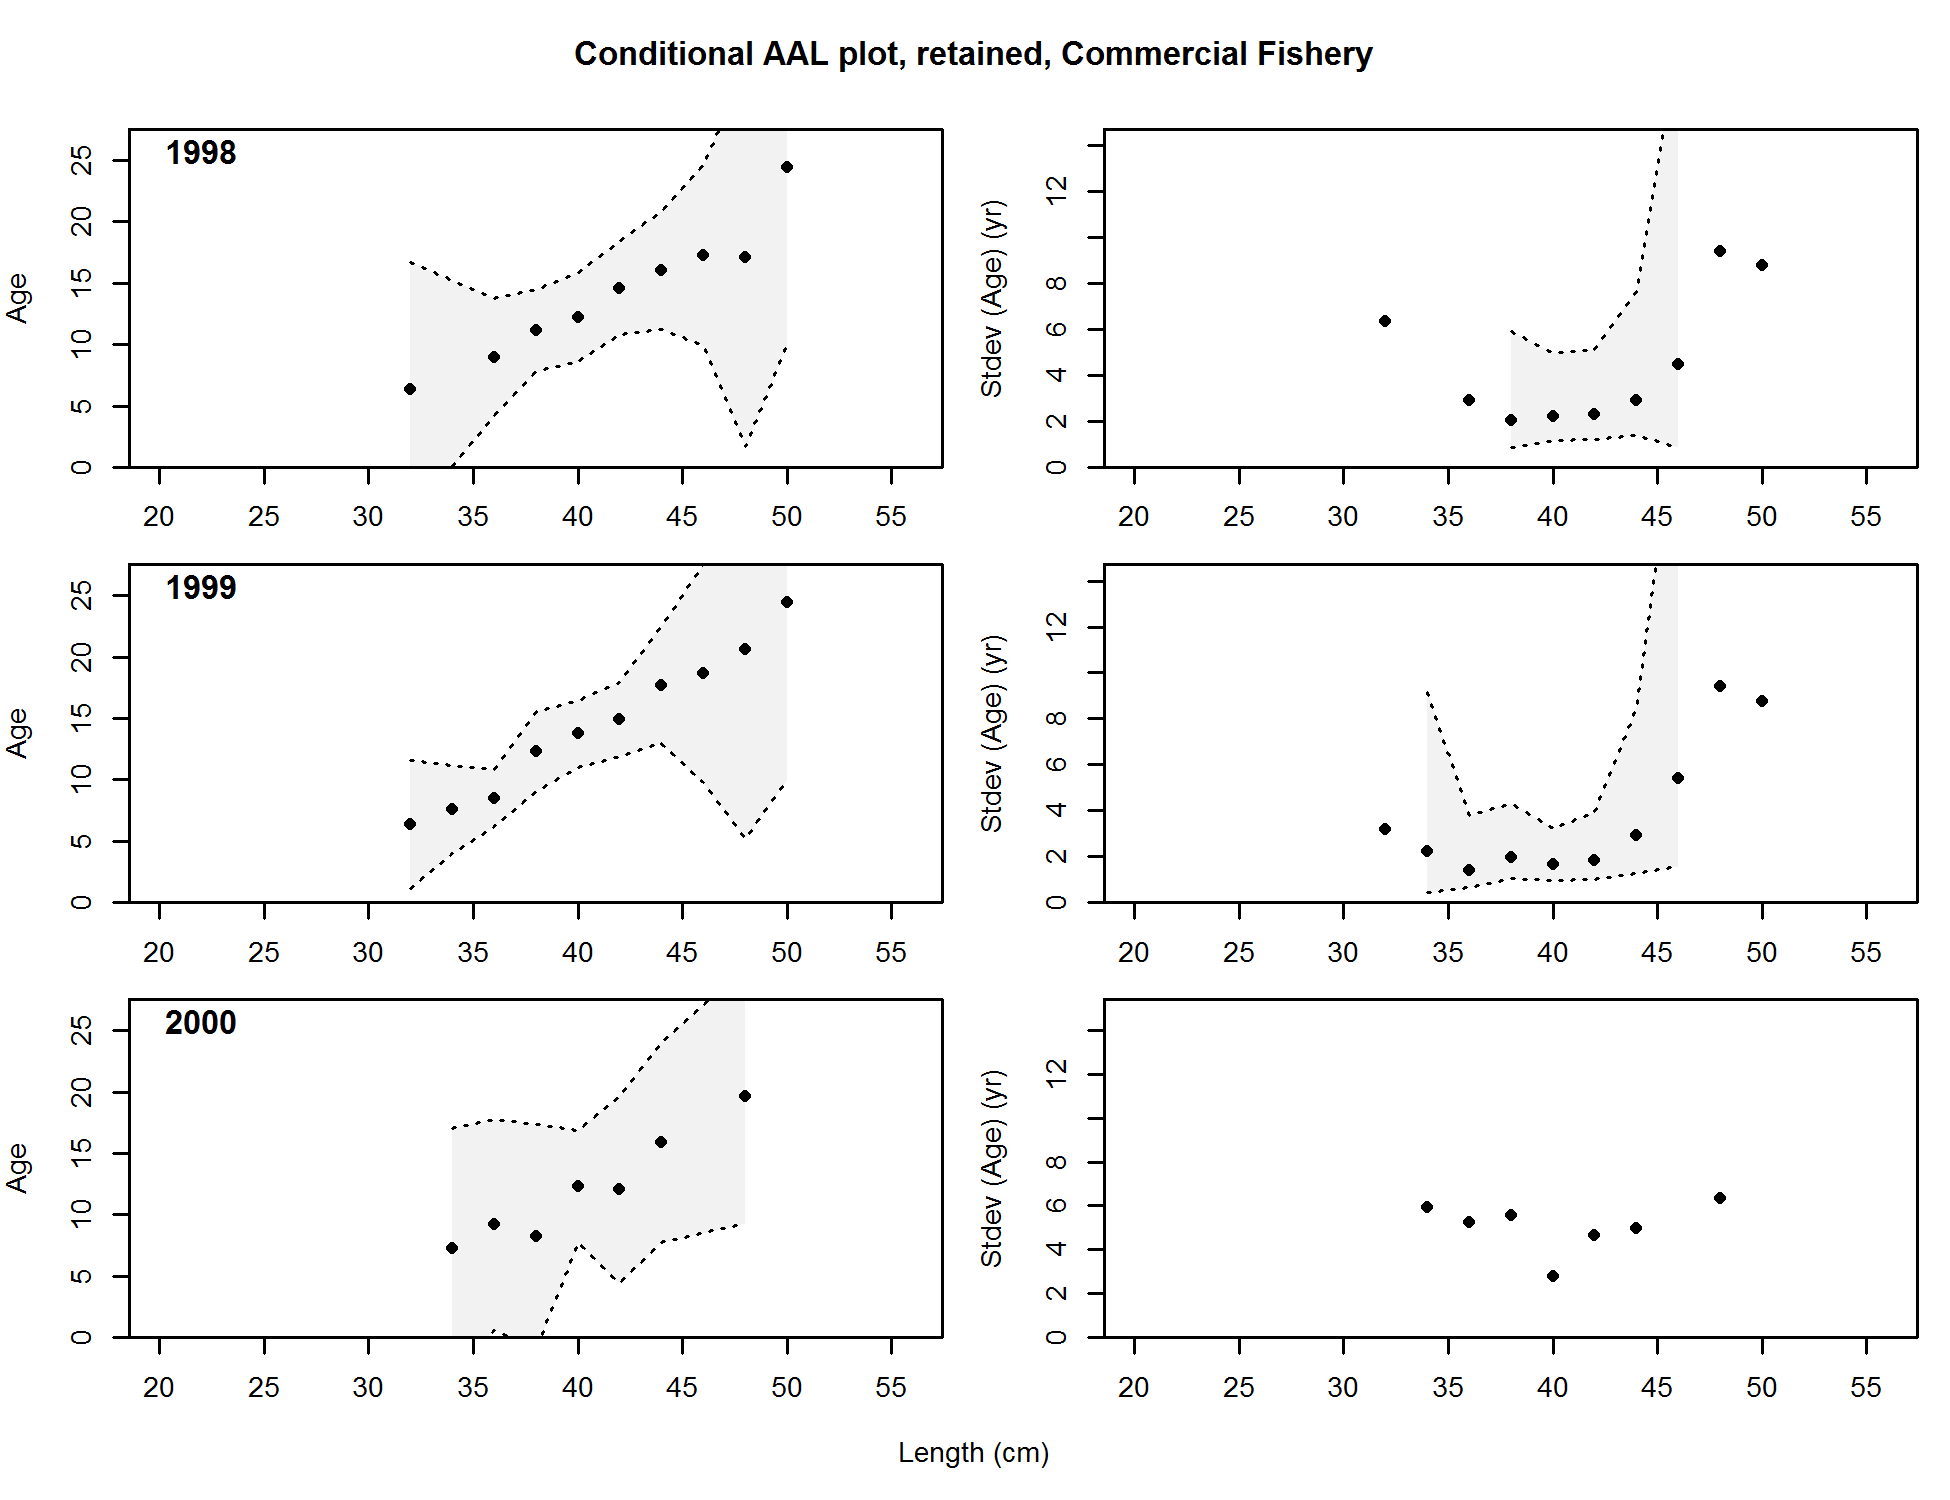 Conditional AAL plot, retained, Commercial Fishery
1998
Age
0 5 10 15 20 25
20 25 30 35 40 45 50 55
Stdev (Age) (yr)
0 2 4 6 8 12
20 25 30 35 40 45 50 55
1999
Age
0 5 10 15 20 25
20 25 30 35 40 45 50 55
Stdev (Age) (yr)
0 2 4 6 8 12
20 25 30 35 40 45 50 55
2000
Age
0 5 10 15 20 25
20 25 30 35 40 45 50 55
Stdev (Age) (yr)
0 2 4 6 8 12
20 25 30 35 40 45 50 55
Length (cm)